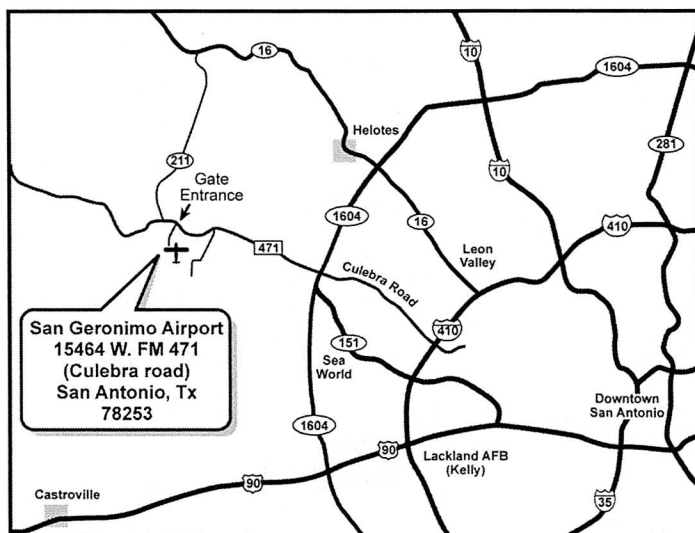 16
10
1604
Helotes
281
211
10
Gate
Entrance
1604
16
410
471
Leon
Valley
Culebra Road
410
San Geronimo Airport
15464 W. FM 471
(Culebra road)
San Antonio, Tx
78253
151
Sea
World
Downtown
San Antonio
1604
90
Lackland AFB
(Kelly)
90
Castroville
35